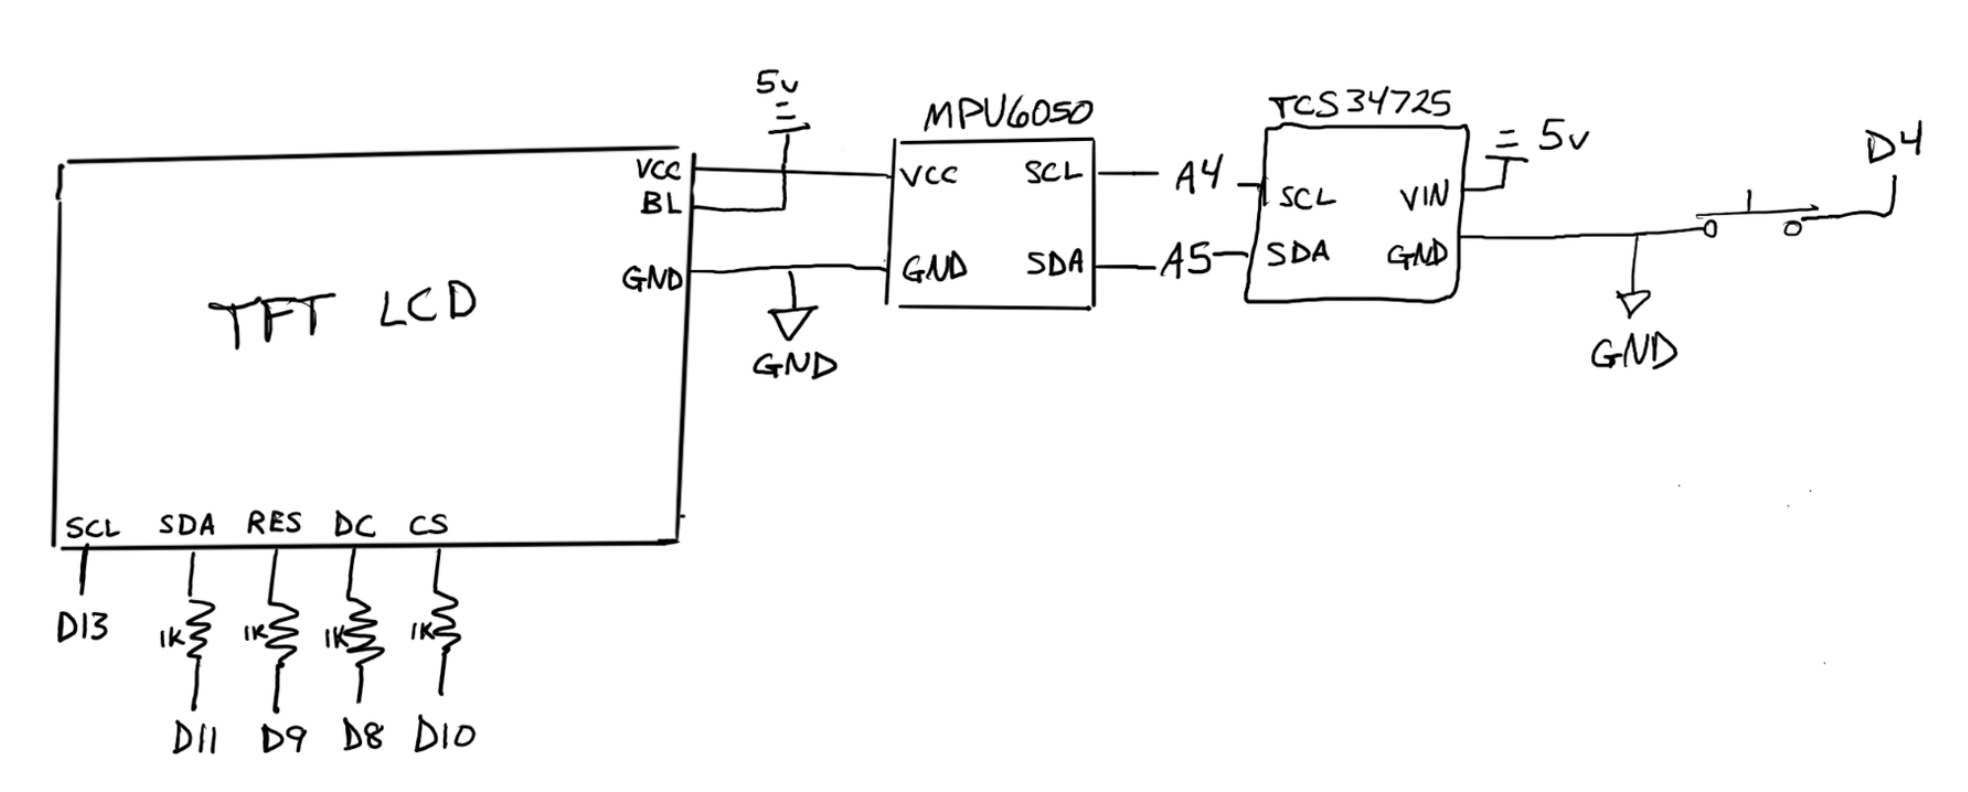 5v
MPU6050
TCS34725
5v
D4
VCC
BL
GND
VCC
SCL
GND
SDA
A4
A5
SCL
VIN
SDA
GND
TFT LCD
GND
GND
SCL SDA RES DC CS
D13
1K 1K 1K 1K
D11 D9 D8 D10